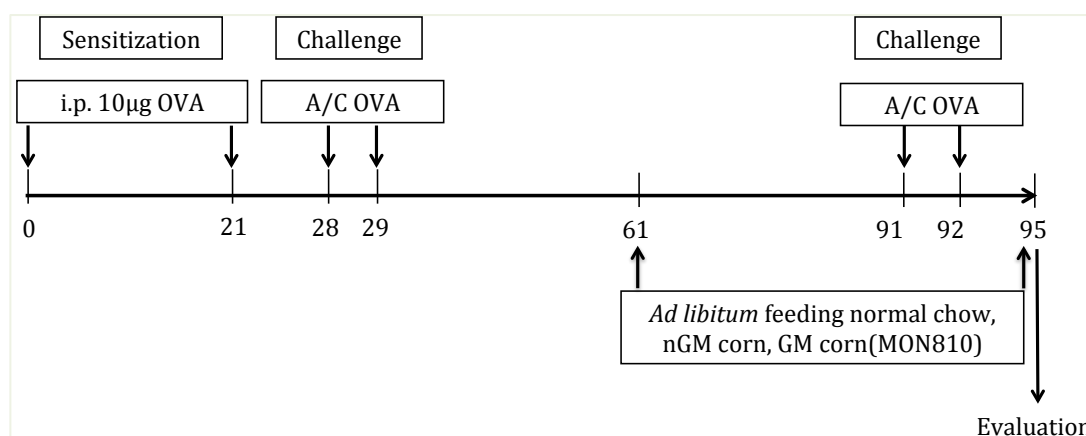 Sensitization
Challenge
Challenge
i.p. 10µg OVA
A/C OVA
A/C OVA
0
21
28
29
61
91
92
95
Ad libitum feeding normal chow,
nGM corn, GM corn(MON810)
Evaluation